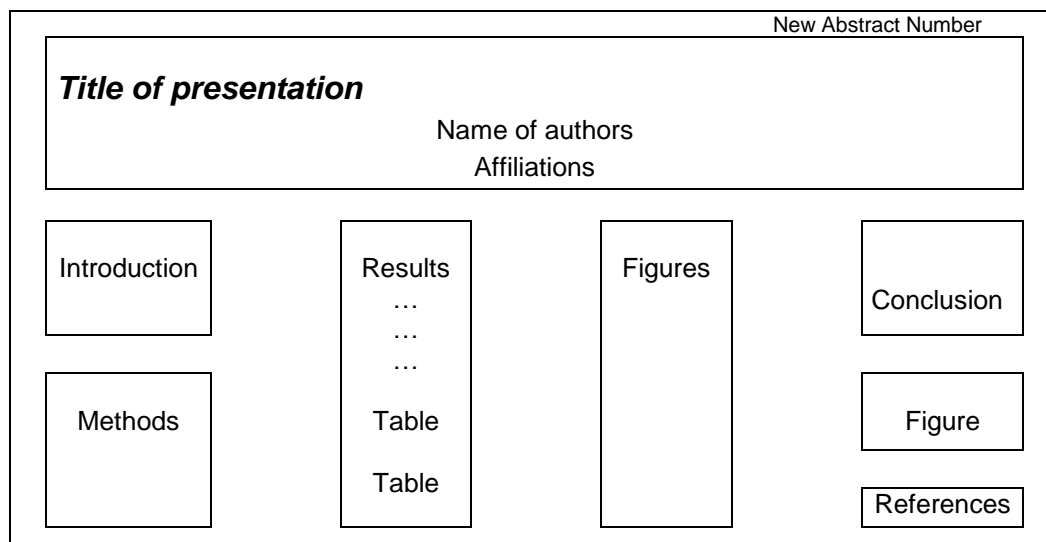 New Abstract Number
Title of presentation
Name of authors
Affiliations
Introduction
Methods
Results
…
…
…
Table
Table
Figures
Conclusion
Figure
References